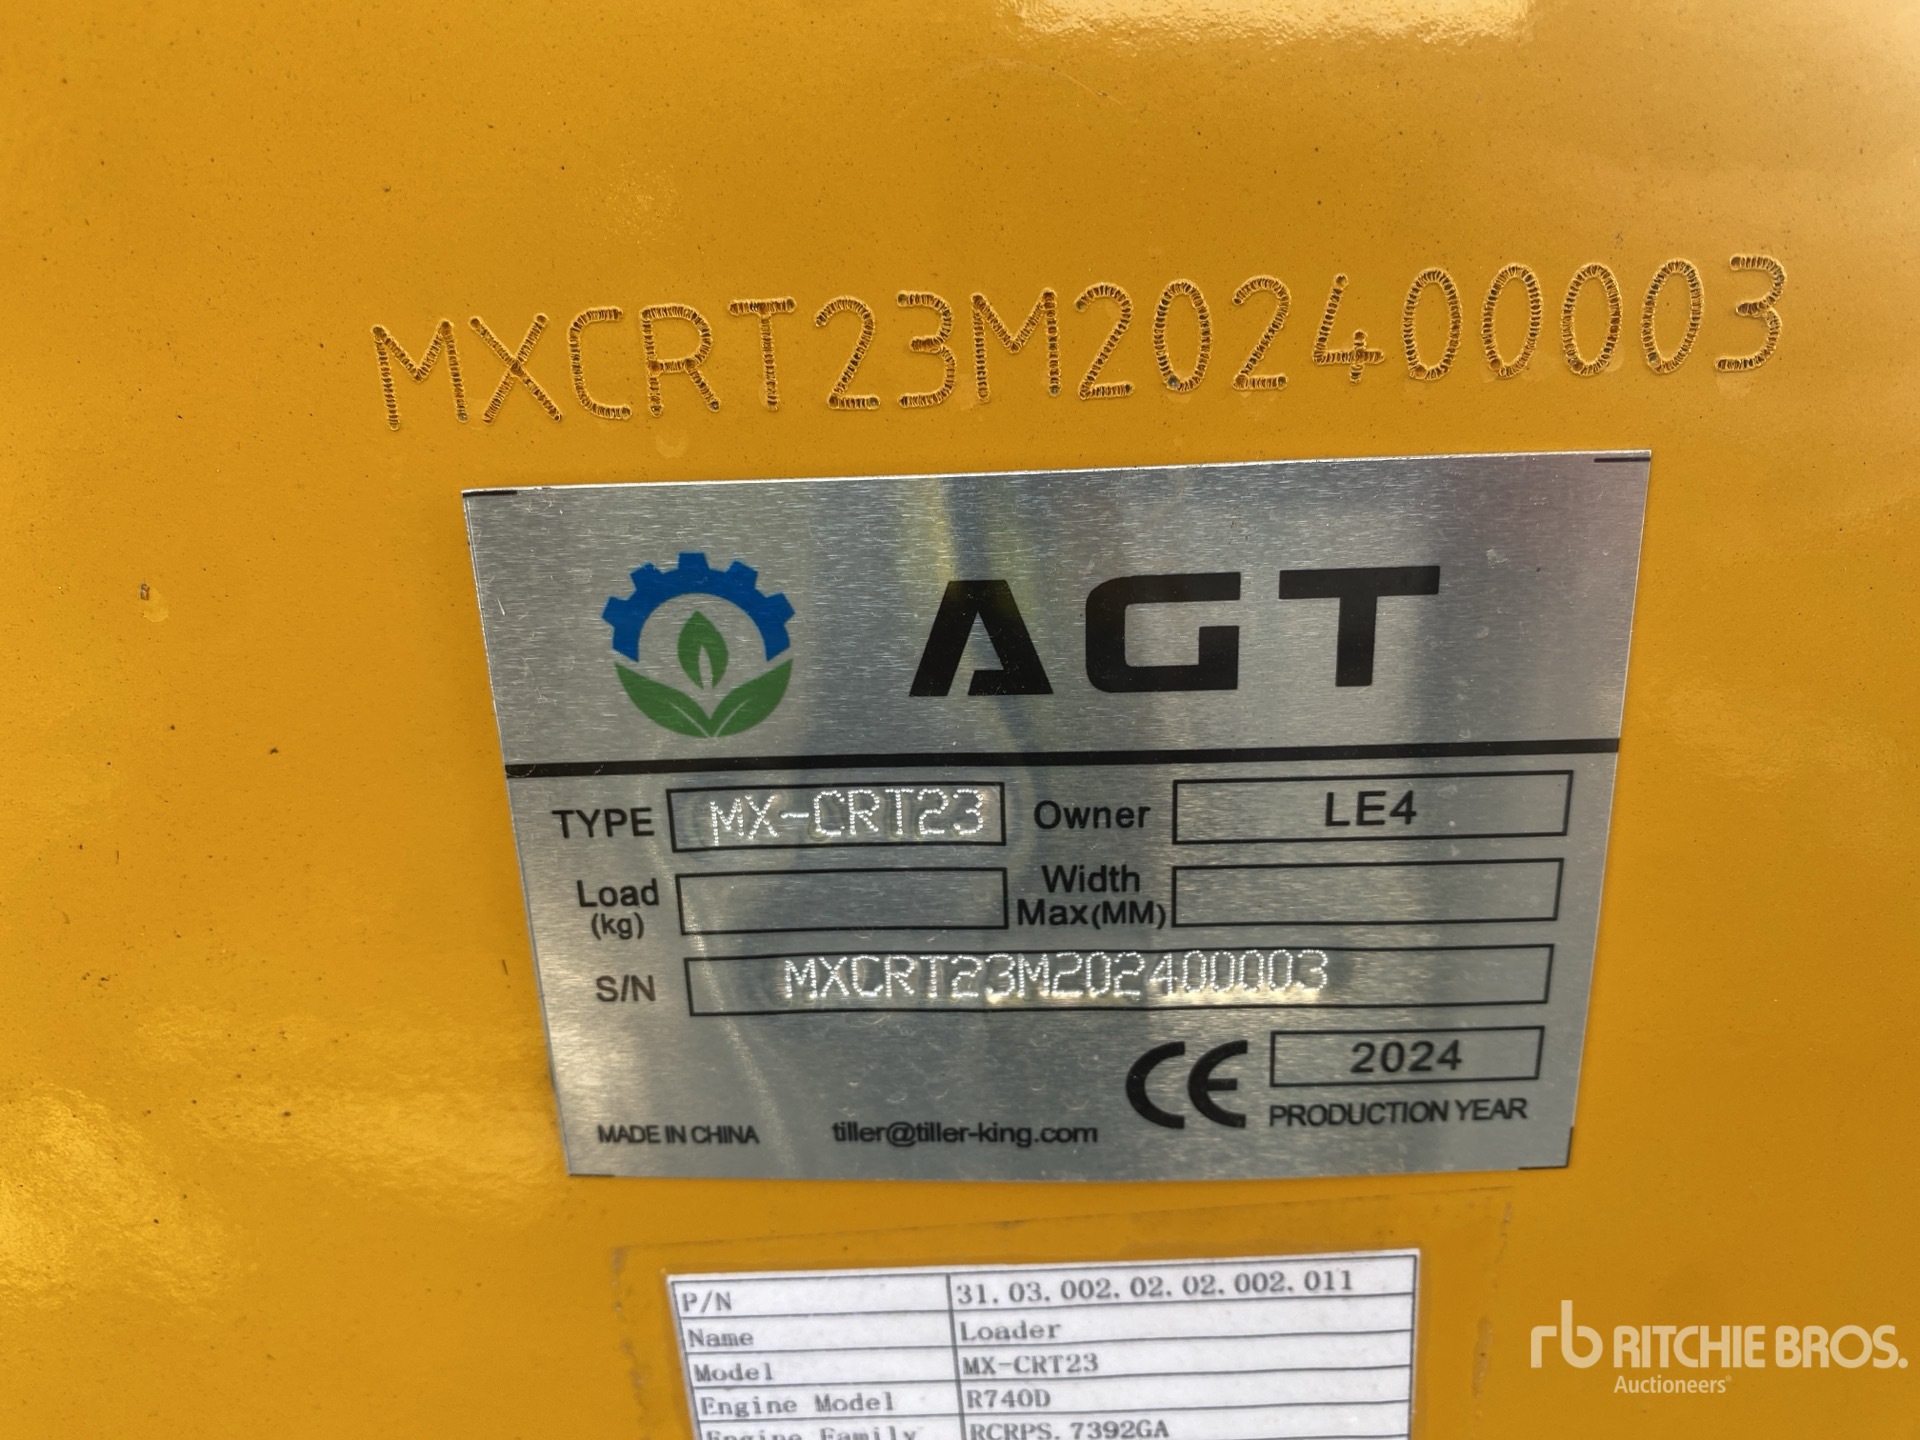 MXCRT23M202400003
AGT
TYPE MX-CRT23 Owner LE4
Load (kg) Width Max(MM)
S/N MXCRT23M202400003
CE 2024
PRODUCTION YEAR
MADE IN CHINA tiller@tiller-king.com
P/N 31.03.002.02.02.002.011
Name Loader
Model MX-CRT23
Engine Model R740D
Engine Family RCRPS.7392GA
rb RITCHIE BROS.
Auctioneers